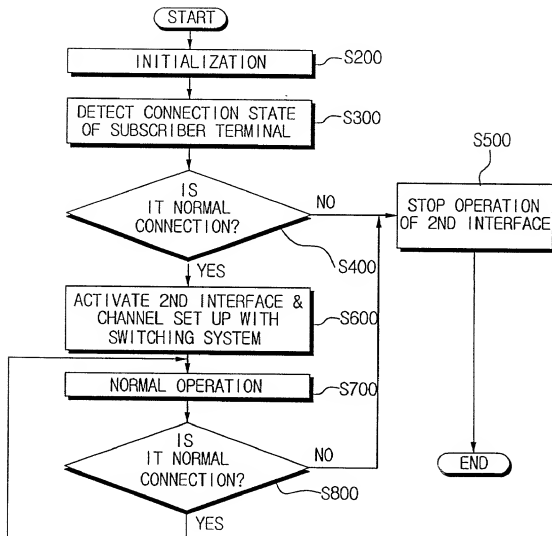 START
INITIALIZATION
S200
DETECT CONNECTION STATE
OF SUBSCRIBER TERMINAL
S300
IS
IT NORMAL
CONNECTION?
NO
S400
YES
S500
STOP OPERATION
OF 2ND INTERFACE
ACTIVATE 2ND INTERFACE &
CHANNEL SET UP WITH
SWITCHING SYSTEM
S600
NORMAL OPERATION
S700
IS
IT NORMAL
CONNECTION?
NO
S800
YES
END